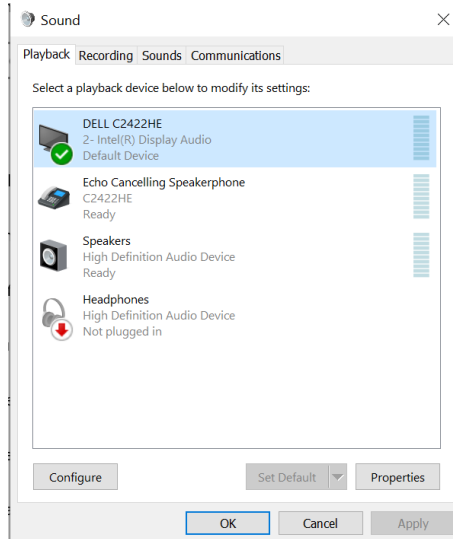 Sound
Playback Recording Sounds Communications
Select a playback device below to modify its settings:
DELL C2422HE
2- Intel(R) Display Audio
Default Device
Echo Cancelling Speakerphone
C2422HE
Ready
Speakers
High Definition Audio Device
Ready
Headphones
High Definition Audio Device
Not plugged in
Configure Set Default Properties
OK Cancel Apply